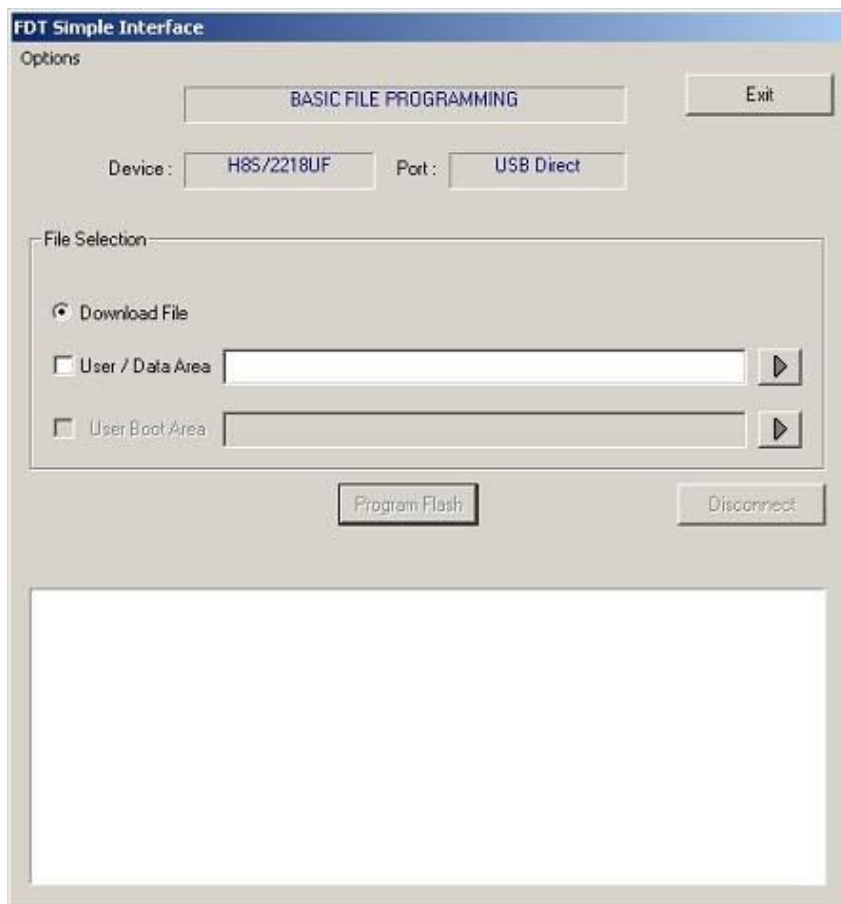 FDT Simple Interface
Options
BASIC FILE PROGRAMMING
Exit
Device :
H8S/2218UF
Port :
USB Direct
File Selection
Download File
User / Data Area
User Boot Area
Program Flash
Disconnect